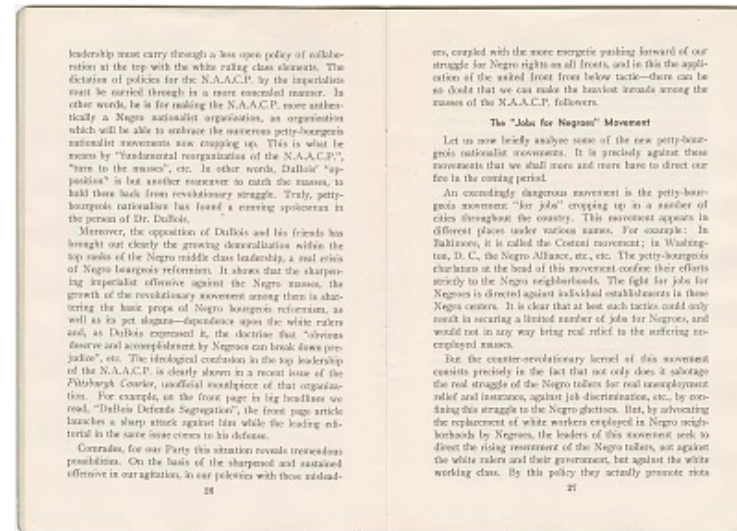 leadership must carry through a less open policy of collabo-
ration at the top with the white ruling class elements. The
dictation of policies for the N.A.A.C.P. by the imperialists
must be carried through in a more concealed manner. In
other words, he is for making the N.A.A.C.P. more authen-
tically a Negro nationalist organization, an organization
which will be able to embrace the numerous petty-bourgeois
nationalist movements now cropping up. This is what he
means by "fundamental reorganization of the N.A.A.C.P.",
"turn to the masses", etc. In other words, DuBois' "op-
position" is but another maneuver to catch the masses, to
hold them back from revolutionary struggle. Truly, petty-
bourgeois nationalism has found a cunning spokesman in
the person of Dr. DuBois.
Moreover, the opposition of DuBois and his friends has
brought out clearly the growing demoralization within the
top ranks of the Negro middle class leadership, a real crisis
of Negro bourgeois reformism. It shows that the sharpen-
ing imperialist offensive against the Negro masses, the
growth of the revolutionary movement among them is shat-
tering the basic props of Negro bourgeois reformism, as
well as its pet slogans—dependence upon the white rulers
and, as DuBois expressed it, the doctrine that "obvious
deserve and accomplishment by Negroes can break down pre-
judice", etc. The ideological confusion in the top leadership
of the N.A.A.C.P. is clearly shown in a recent issue of the
Pittsburgh Courier, unofficial mouthpiece of that organiza-
tion. For example, on the front page in big headlines we
read, "DuBois Defends Segregation", the front page article
launches a sharp attack against him while the leading edi-
torial in the same issue comes to his defense.
Comrades, for our Party this situation reveals tremendous
possibilities. On the basis of the sharpened and sustained
offensive in our agitation, in our polemics with these mislead-
26
ers, coupled with the more energetic pushing forward of our
struggle for Negro rights on all fronts, and in this the appli-
cation of the united front from below tactic—there can be
no doubt that we can make the heaviest inroads among the
masses of the N.A.A.C.P. followers.
The "Jobs for Negroes" Movement
Let us now briefly analyze some of the new petty-bour-
geois nationalist movements. It is precisely against these
movements that we shall more and more have to direct our
fire in the coming period.
An exceedingly dangerous movement is the petty-bour-
geois movement "for jobs" cropping up in a number of
cities throughout the country. This movement appears in
different places under various names. For example: In
Baltimore, it is called the Costoni movement; in Washing-
ton, D. C., the Negro Alliance, etc., etc. The petty-bourgeois
charlatans at the head of this movement confine their efforts
strictly to the Negro neighborhoods. The fight for jobs for
Negroes is directed against individual establishments in these
Negro centers. It is clear that at best such tactics could only
result in securing a limited number of jobs for Negroes, and
would not in any way bring real relief to the suffering un-
employed masses.
But the counter-revolutionary kernel of this movement
consists precisely in the fact that not only does it sabotage
the real struggle of the Negro toilers for real unemployment
relief and insurance, against job discrimination, etc., by con-
fining this struggle to the Negro ghettoes. But, by advocating
the replacement of white workers employed in Negro neigh-
borhoods by Negroes, the leaders of this movement seek to
direct the rising resentment of the Negro toilers, not against
the white rulers and their government, but against the white
working class. By this policy they actually promote riots
27